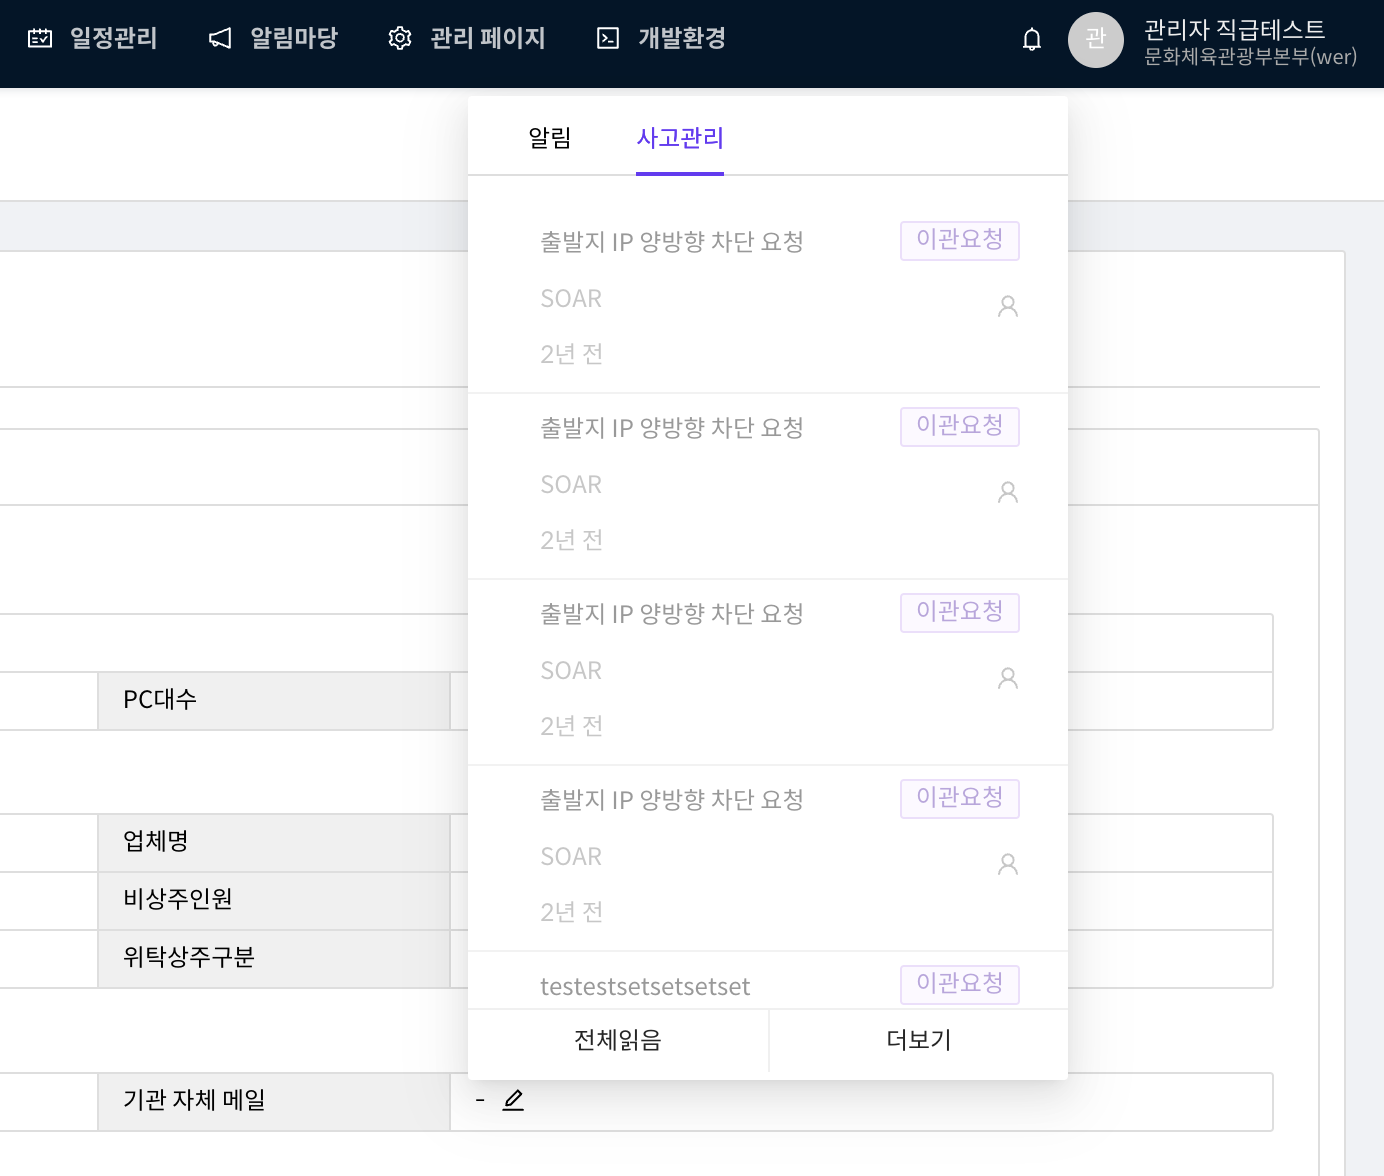 일정관리
알림마당
관리 페이지
개발환경
관
관리자 직급테스트
문화체육관광부본부(wer)
알림
사고관리
출발지 IP 양방향 차단 요청
이관요청
SOAR
2년 전
출발지 IP 양방향 차단 요청
이관요청
SOAR
2년 전
출발지 IP 양방향 차단 요청
이관요청
SOAR
2년 전
출발지 IP 양방향 차단 요청
이관요청
SOAR
2년 전
testestsetsetsetset
이관요청
전체읽음
더보기
PC대수
업체명
비상주인원
위탁상주구분
기관 자체 메일
-